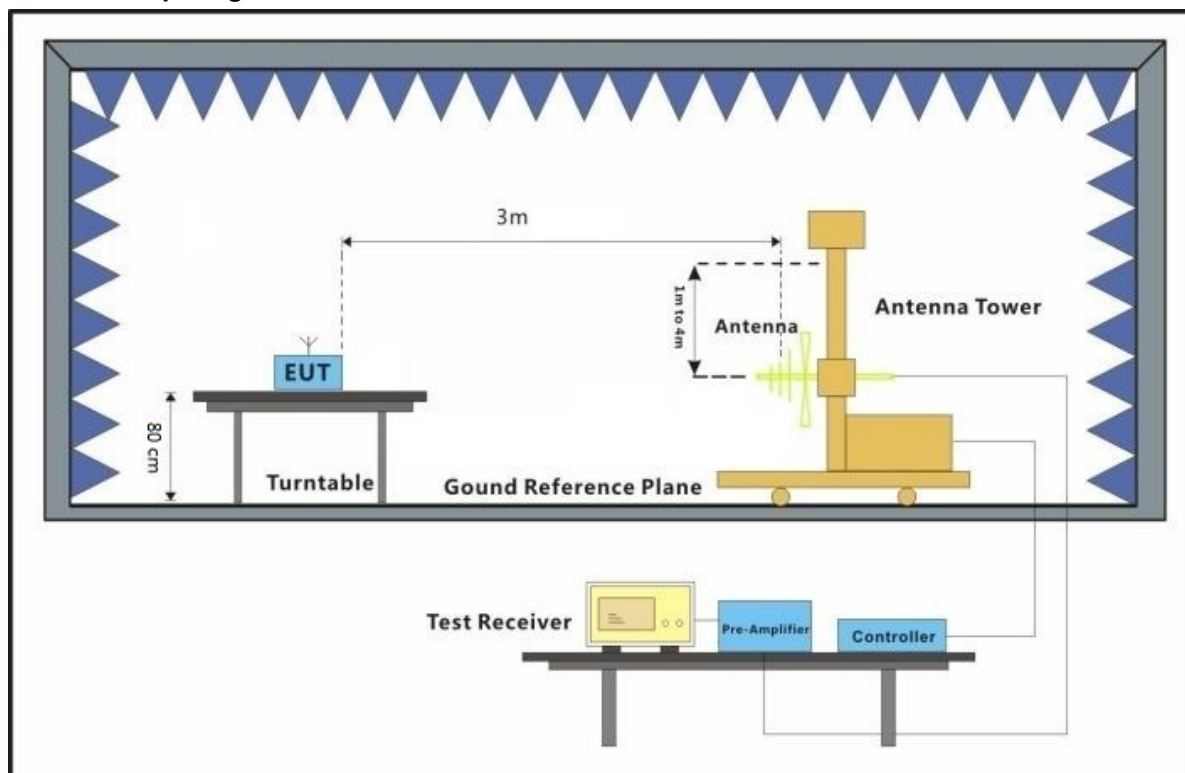 3m
1m to 4m
Antenna
Antenna Tower
EUT
80 cm
Turntable
Gound Reference Plane
Test Receiver
Pre-Amplifier
Controller